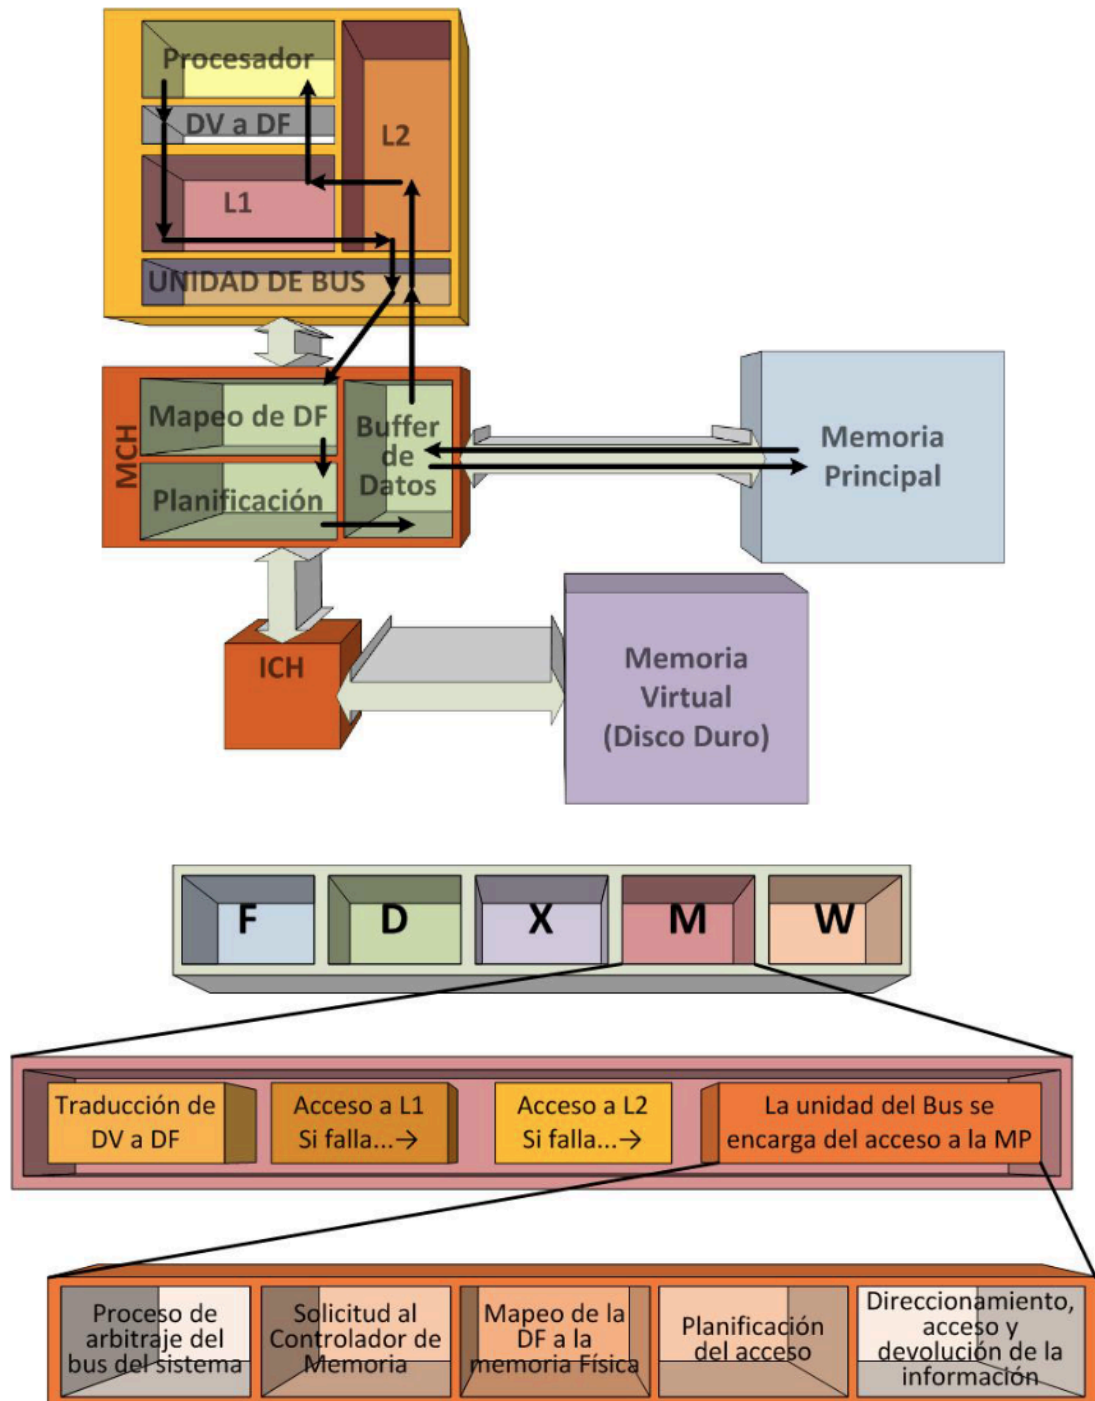 Procesador
DV a DF
L2
L1
UNIDAD DE BUS
MCH
Mapeo de DF
Planificación
Buffer
de
Datos
Memoria
Principal
ICH
Memoria
Virtual
(Disco Duro)
F
D
X
M
W
Traducción de
DV a DF
Acceso a L1
Si falla...→
Acceso a L2
Si falla...→
La unidad del Bus se
encarga del acceso a la MP
Proceso de
arbitraje del
bus del sistema
Solicitud al
Controlador de
Memoria
Mapeo de la
DF a la
memoria Física
Planificación
del acceso
Direccionamiento,
acceso y
devolución de la
información